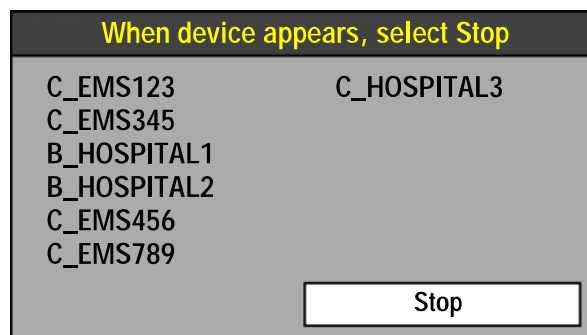 When device appears, select Stop
C_EMS123
C_EMS345
B_HOSPITAL1
B_HOSPITAL2
C_EMS456
C_EMS789
C_HOSPITAL3
Stop